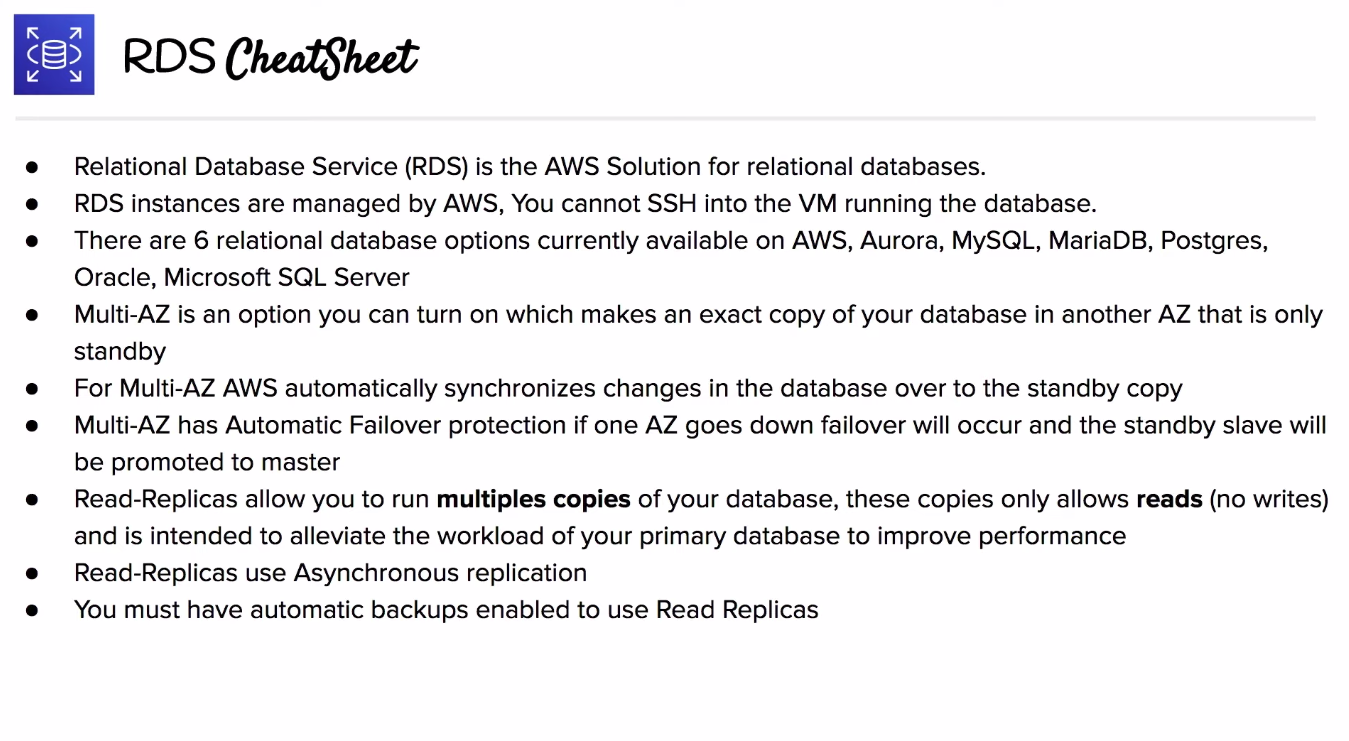 RDS CheatSheet
● Relational Database Service (RDS) is the AWS Solution for relational databases.
● RDS instances are managed by AWS, You cannot SSH into the VM running the database.
● There are 6 relational database options currently available on AWS, Aurora, MySQL, MariaDB, Postgres,
Oracle, Microsoft SQL Server
● Multi-AZ is an option you can turn on which makes an exact copy of your database in another AZ that is only
standby
● For Multi-AZ AWS automatically synchronizes changes in the database over to the standby copy
● Multi-AZ has Automatic Failover protection if one AZ goes down failover will occur and the standby slave will
be promoted to master
● Read-Replicas allow you to run multiples copies of your database, these copies only allows reads (no writes)
and is intended to alleviate the workload of your primary database to improve performance
● Read-Replicas use Asynchronous replication
● You must have automatic backups enabled to use Read Replicas